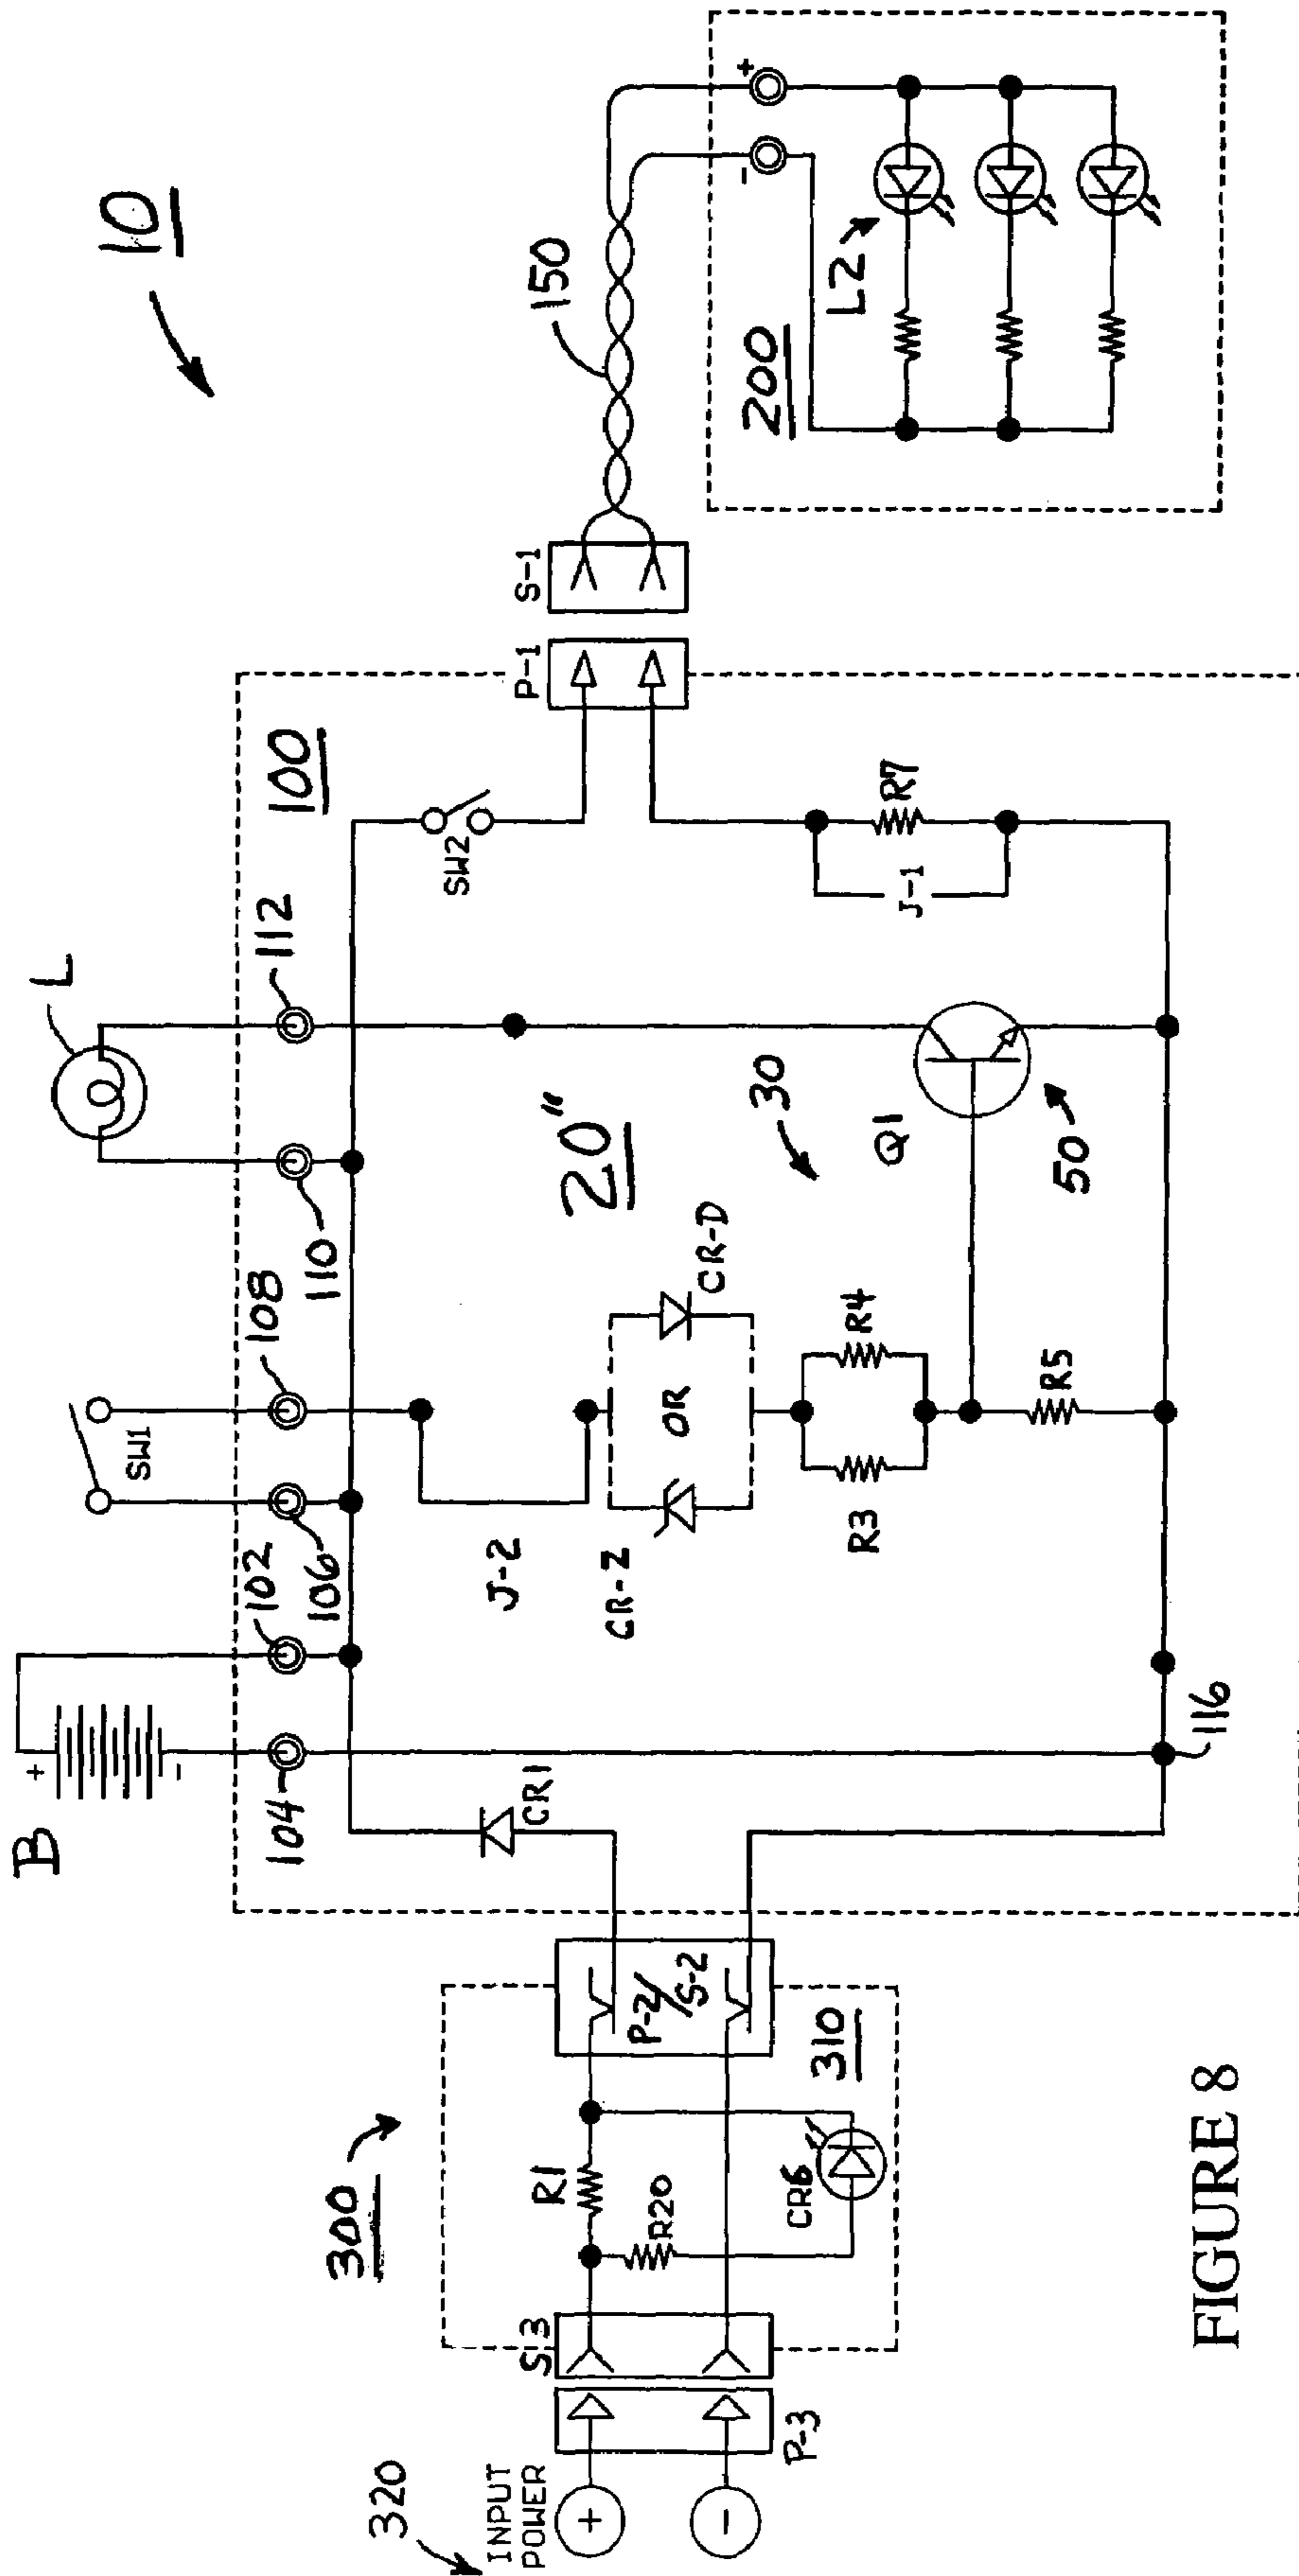 10
B
+
-
SW1
L
104
102
106
108
110
112
100
CR1
J-2
20"
SW2
CR-Z
OR
CR-D
30
R3
R4
R5
Q1
50
116
J-1
R7
P-1
S-1
150
-
+
200
L2
300
320
INPUT
POWER
+
-
P-3
S-3
R1
R20
CR6
P-2/
S-2
310
FIGURE 8